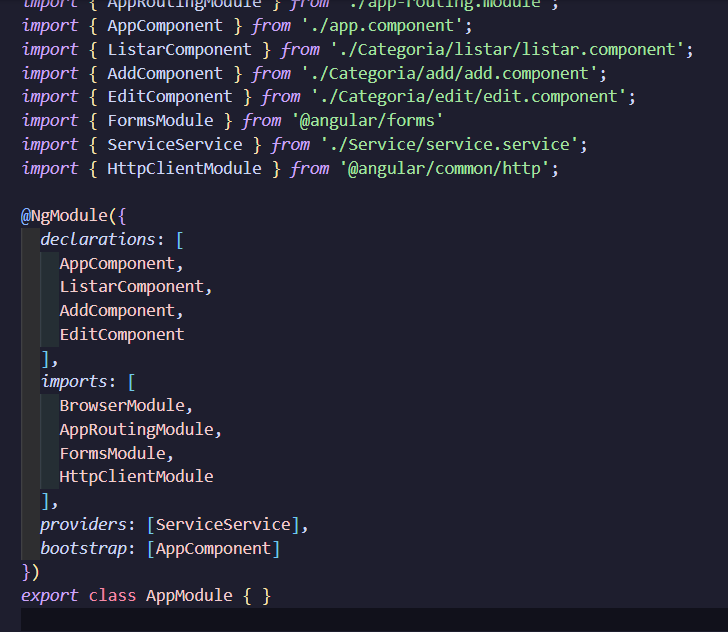 import { AppRoutingModule } from './app-routing.module';
import { AppComponent } from './app.component';
import { ListarComponent } from './Categoria/listar/listar.component';
import { AddComponent } from './Categoria/add/add.component';
import { EditComponent } from './Categoria/edit/edit.component';
import { FormsModule } from '@angular/forms'
import { ServiceService } from './Service/service.service';
import { HttpClientModule } from '@angular/common/http';

@NgModule({
  declarations: [
    AppComponent,
    ListarComponent,
    AddComponent,
    EditComponent
  ],
  imports: [
    BrowserModule,
    AppRoutingModule,
    FormsModule,
    HttpClientModule
  ],
  providers: [ServiceService],
  bootstrap: [AppComponent]
})
export class AppModule { }